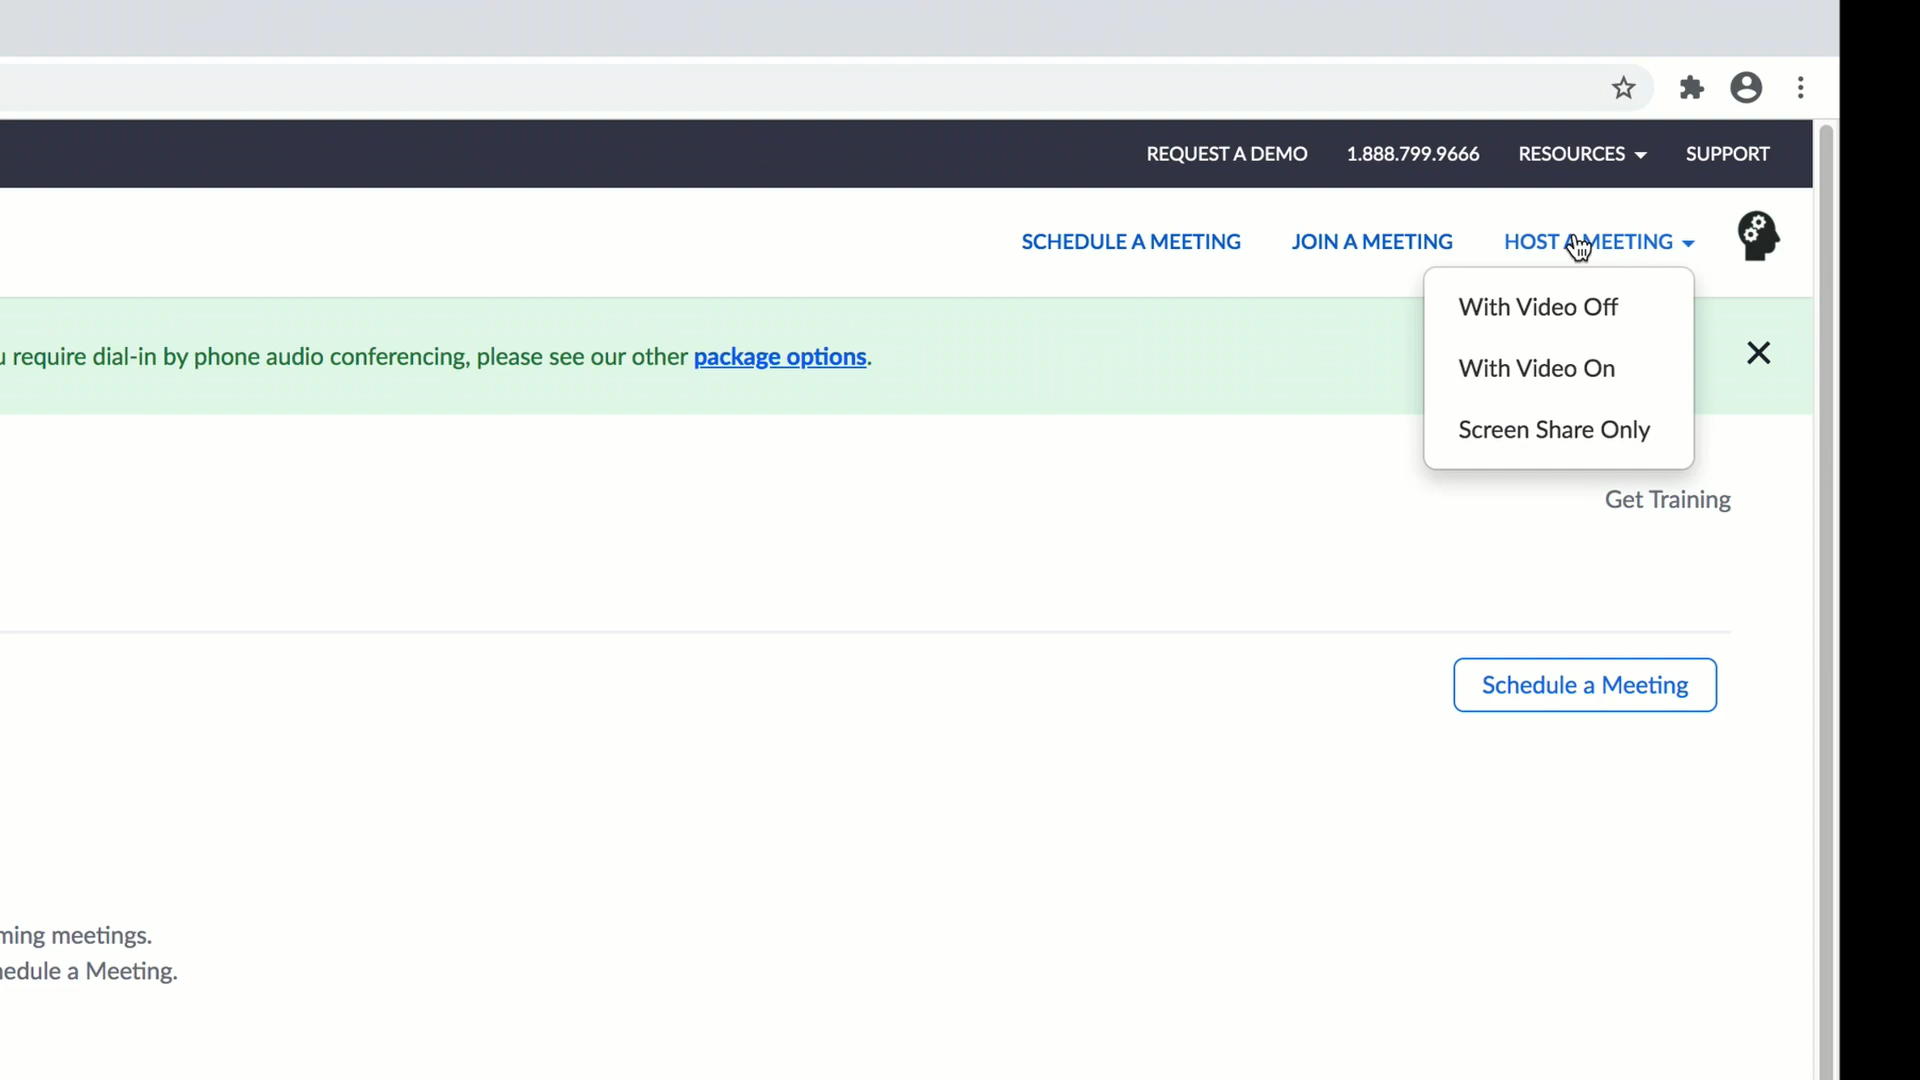 REQUEST A DEMO 1.888.799.9666 RESOURCES SUPPORT
SCHEDULE A MEETING JOIN A MEETING HOST A MEETING
With Video Off
u require dial-in by phone audio conferencing, please see our other package options.
With Video On
Screen Share Only
Get Training
Schedule a Meeting
ming meetings.
hedule a Meeting.